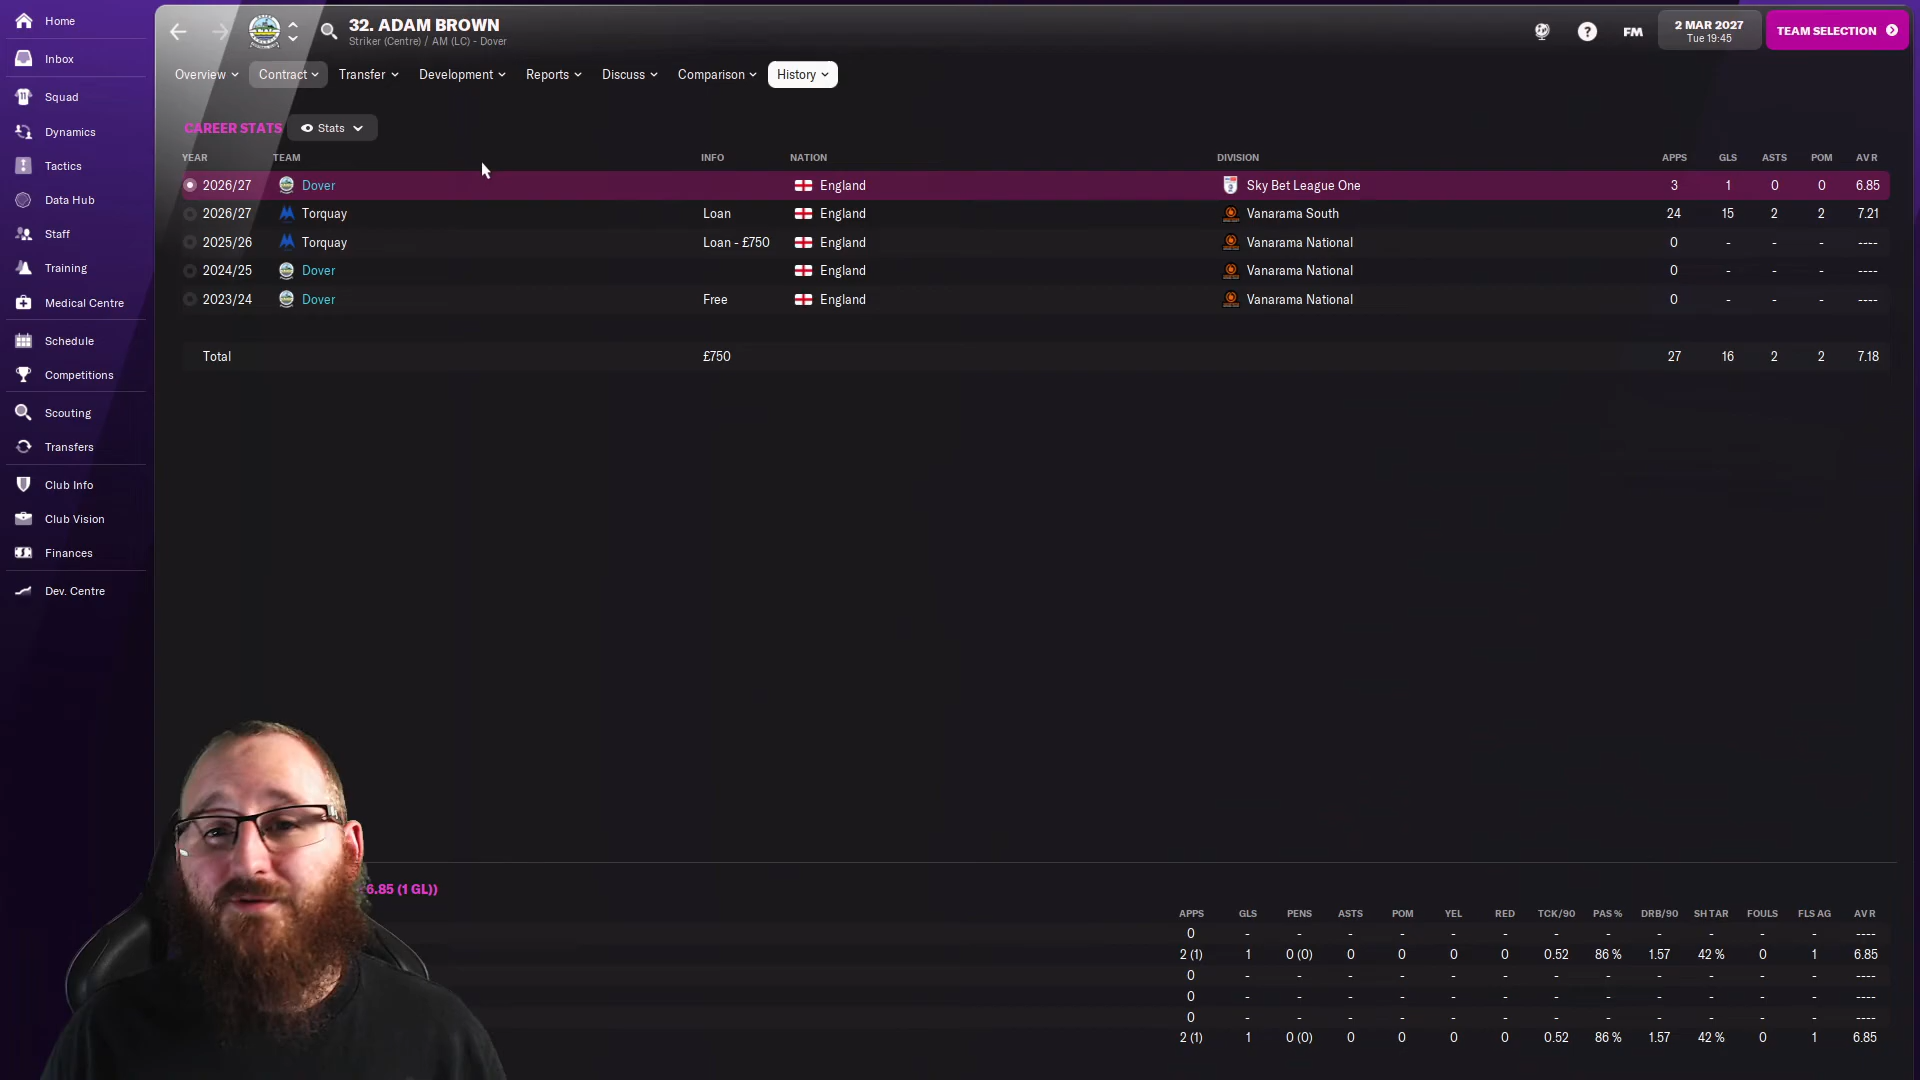 Home
Inbox
Squad
Dynamics
Tactics
Data Hub
Staff
Training
Medical Centre
Schedule
Competitions
Scouting
Transfers
Club Info
Club Vision
Finances
Dev. Centre
32. ADAM BROWN
Striker (Centre) / AM (LC) - Dover
FM
2 MAR 2027
Tue 19:45
TEAM SELECTION
Overview Contract Transfer Development Reports Discuss Comparison History
CAREER STATS Stats
YEAR TEAM INFO NATION DIVISION APPS GLS ASTS POM AV R
2026/27 Dover England Sky Bet League One 3 1 0 0 6.85
2026/27 Torquay Loan England Vanarama South 24 15 2 2 7.21
2025/26 Torquay Loan - £750 England Vanarama National 0 - - - ----
2024/25 Dover England Vanarama National 0 - - - ----
2023/24 Dover Free England Vanarama National 0 - - - ----
Total £750 27 16 2 2 7.18
6.85 (1 GL))
APPS GLS PENS ASTS POM YEL RED TCK/90 PAS % DRB/90 SH TAR FOULS FLS AG AV R
0 - - - - - - - - - - - - ----
2 (1) 1 0 (0) 0 0 0 0 0.52 86 % 1.57 42 % 0 1 6.85
0 - - - - - - - - - - - - ----
0 - - - - - - - - - - - - ----
0 - - - - - - - - - - - - ----
2 (1) 1 0 (0) 0 0 0 0 0.52 86 % 1.57 42 % 0 1 6.85